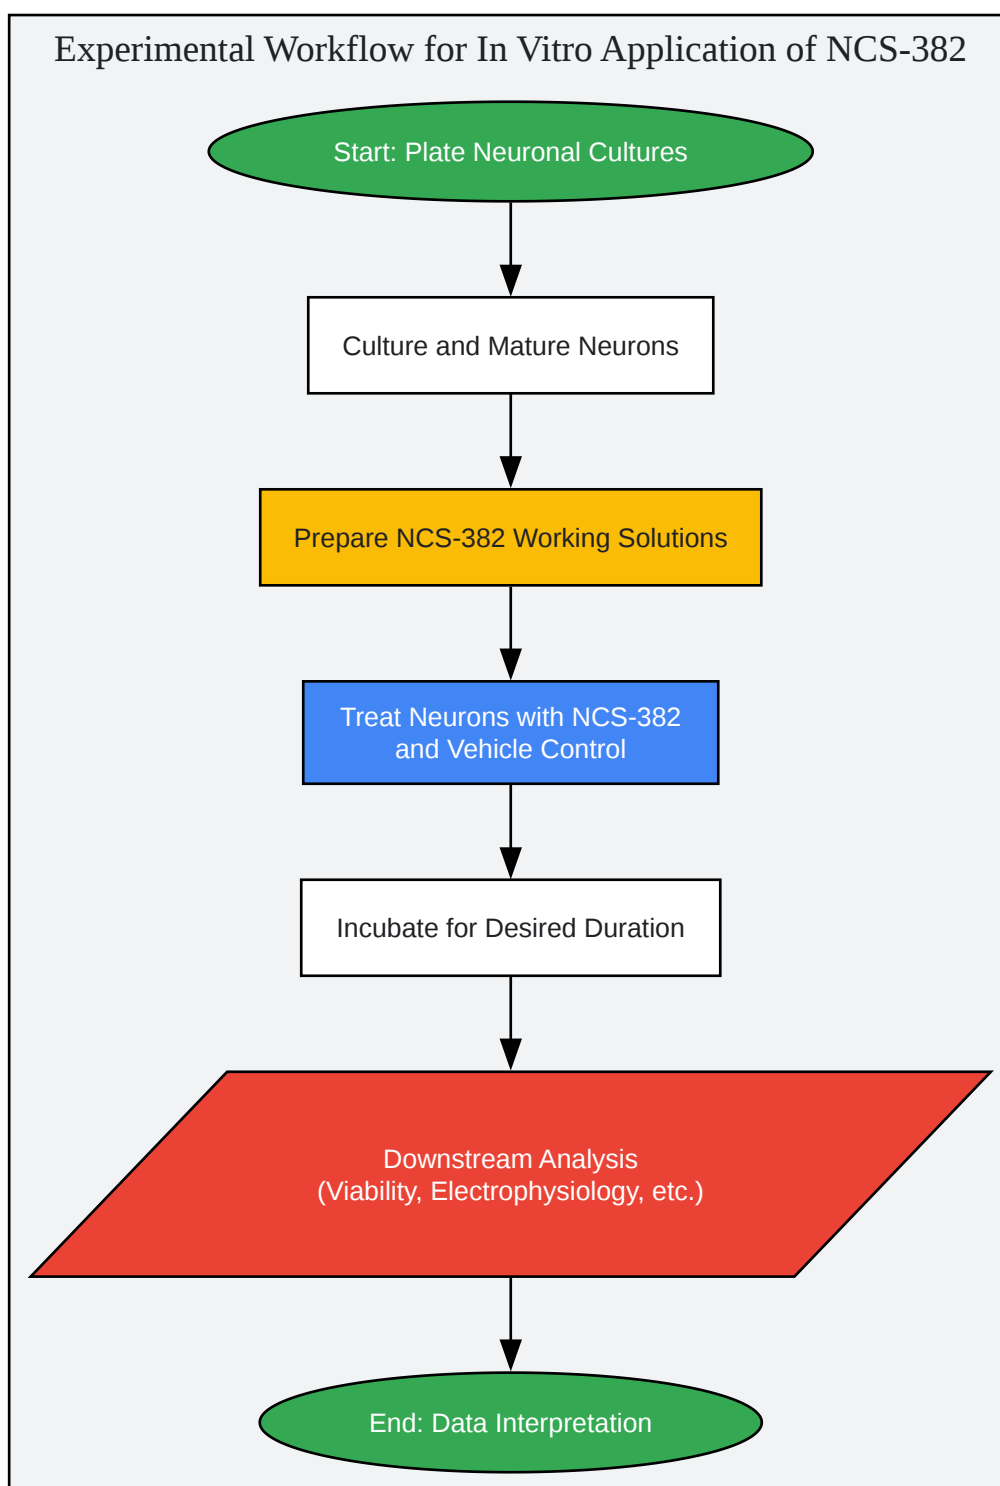 Experimental Workflow for In Vitro Application of NCS-382
Start: Plate Neuronal Cultures
Culture and Mature Neurons
Prepare NCS-382 Working Solutions
Treat Neurons with NCS-382
and Vehicle Control
Incubate for Desired Duration
Downstream Analysis
(Viability, Electrophysiology, etc.)
End: Data Interpretation